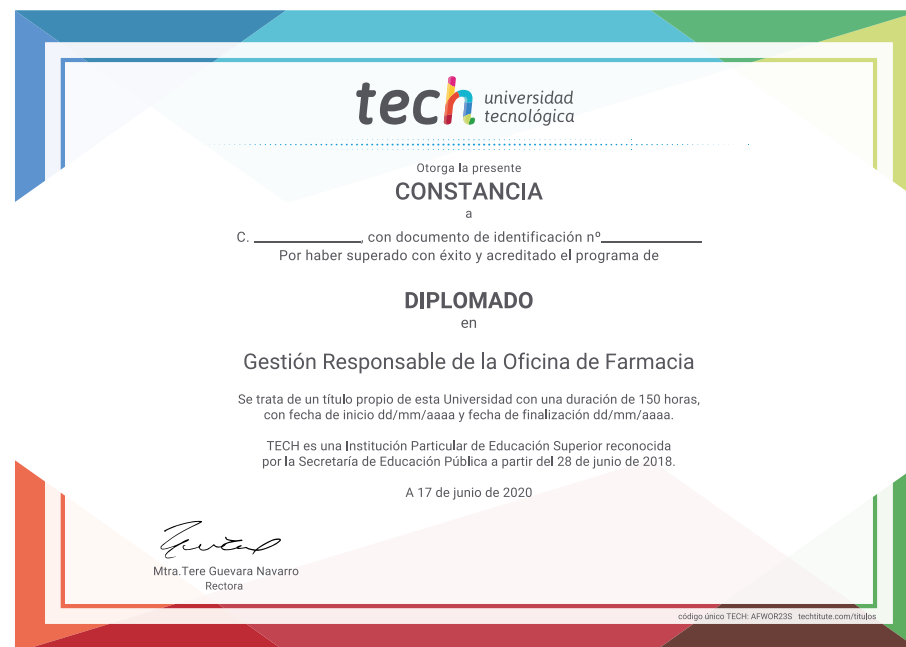 tech universidad
tecnológica
Otorga la presente
CONSTANCIA
a
C. ______________, con documento de identificación nº______________
Por haber superado con éxito y acreditado el programa de
DIPLOMADO
en
Gestión Responsable de la Oficina de Farmacia
Se trata de un título propio de esta Universidad con una duración de 150 horas,
con fecha de inicio dd/mm/aaaa y fecha de finalización dd/mm/aaaa.
TECH es una Institución Particular de Educación Superior reconocida
por la Secretaría de Educación Pública a partir del 28 de junio de 2018.
A 17 de junio de 2020
Mtra.Tere Guevara Navarro
Rectora
código único TECH: AFWOR23S techtitute.com/titulos